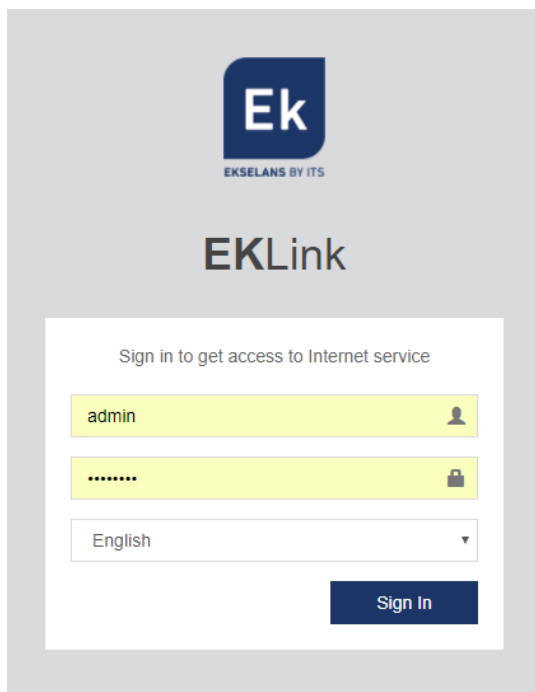 Ek
EKSELANS BY ITS
EKLink
Sign in to get access to Internet service
admin
••••••••
English
Sign In